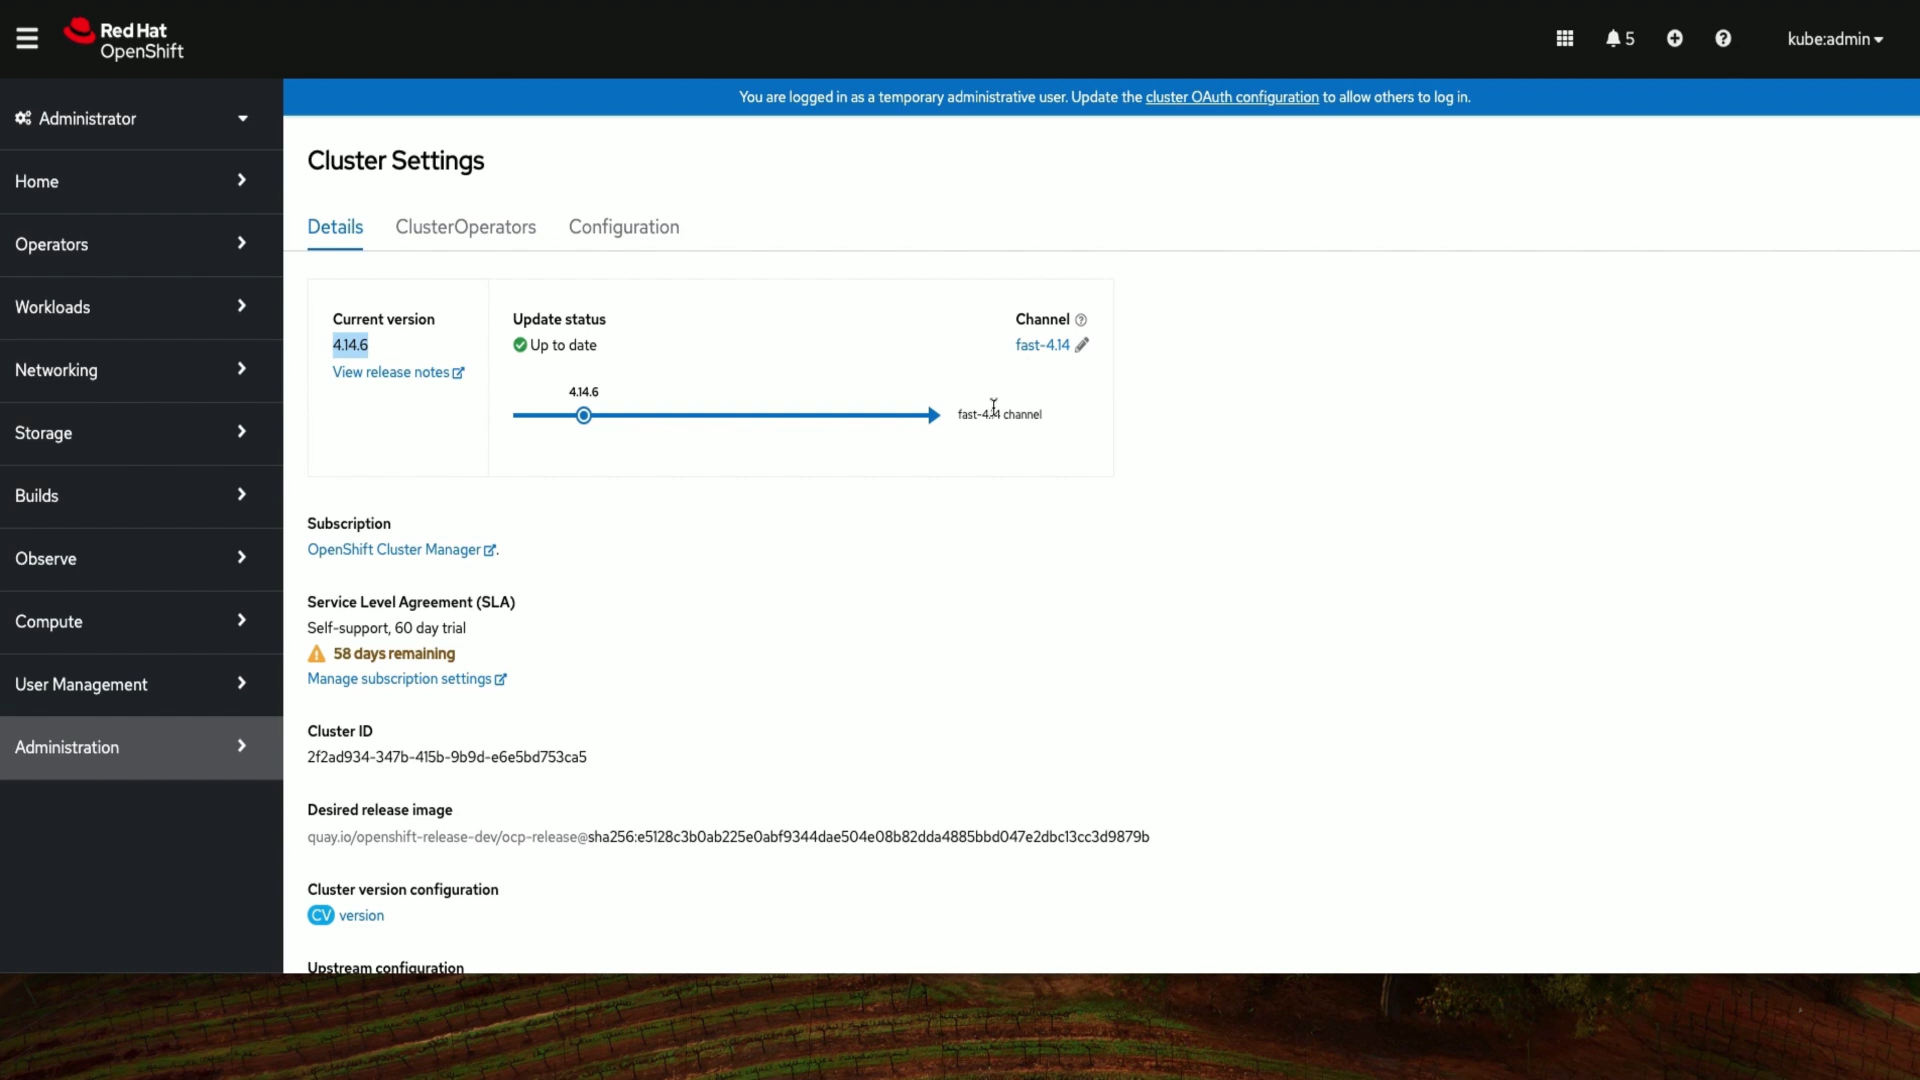 Red Hat
OpenShift
5
kube:admin
You are logged in as a temporary administrative user. Update the cluster OAuth configuration to allow others to log in.
Administrator
Home
Operators
Workloads
Networking
Storage
Builds
Observe
Compute
User Management
Administration
Cluster Settings
Details ClusterOperators Configuration
Current version
4.14.6
View release notes
Update status
Up to date
Channel
fast-4.14
4.14.6
fast-4.14 channel
Subscription
OpenShift Cluster Manager.
Service Level Agreement (SLA)
Self-support, 60 day trial
58 days remaining
Manage subscription settings
Cluster ID
2f2ad934-347b-415b-9b9d-e6e5bd753ca5
Desired release image
quay.io/openshift-release-dev/ocp-release@sha256:e5128c3b0ab225e0abf9344dae504e08b82dda4885bbd047e2dbc13cc3d9879b
Cluster version configuration
CV version
Upstream configuration